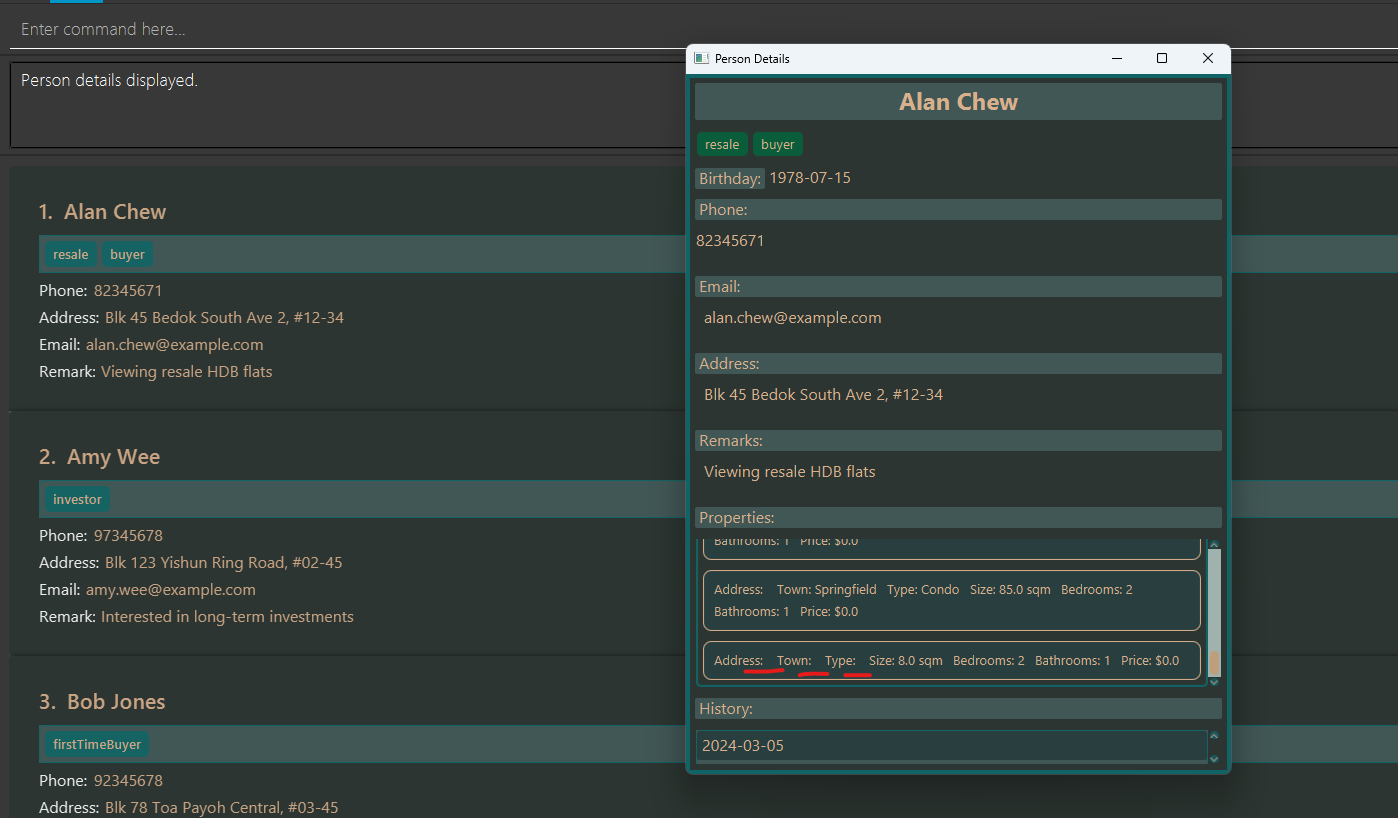 Enter command here...
Person details displayed.
1. Alan Chew
resale buyer
Phone: 82345671
Address: Blk 45 Bedok South Ave 2, #12-34
Email: alan.chew@example.com
Remark: Viewing resale HDB flats
2. Amy Wee
investor
Phone: 97345678
Address: Blk 123 Yishun Ring Road, #02-45
Email: amy.wee@example.com
Remark: Interested in long-term investments
3. Bob Jones
firstTimeBuyer
Phone: 92345678
Address: Blk 78 Toa Payoh Central, #03-45
Person Details
Alan Chew
resale buyer
Birthday: 1978-07-15
Phone:
82345671
Email:
alan.chew@example.com
Address:
Blk 45 Bedok South Ave 2, #12-34
Remarks:
Viewing resale HDB flats
Properties:
Bathrooms: 1 Price: $0.0
Address: Town: Springfield Type: Condo Size: 85.0 sqm Bedrooms: 2
Bathrooms: 1 Price: $0.0
Address: Town: Type: Size: 8.0 sqm Bedrooms: 2 Bathrooms: 1 Price: $0.0
History:
2024-03-05